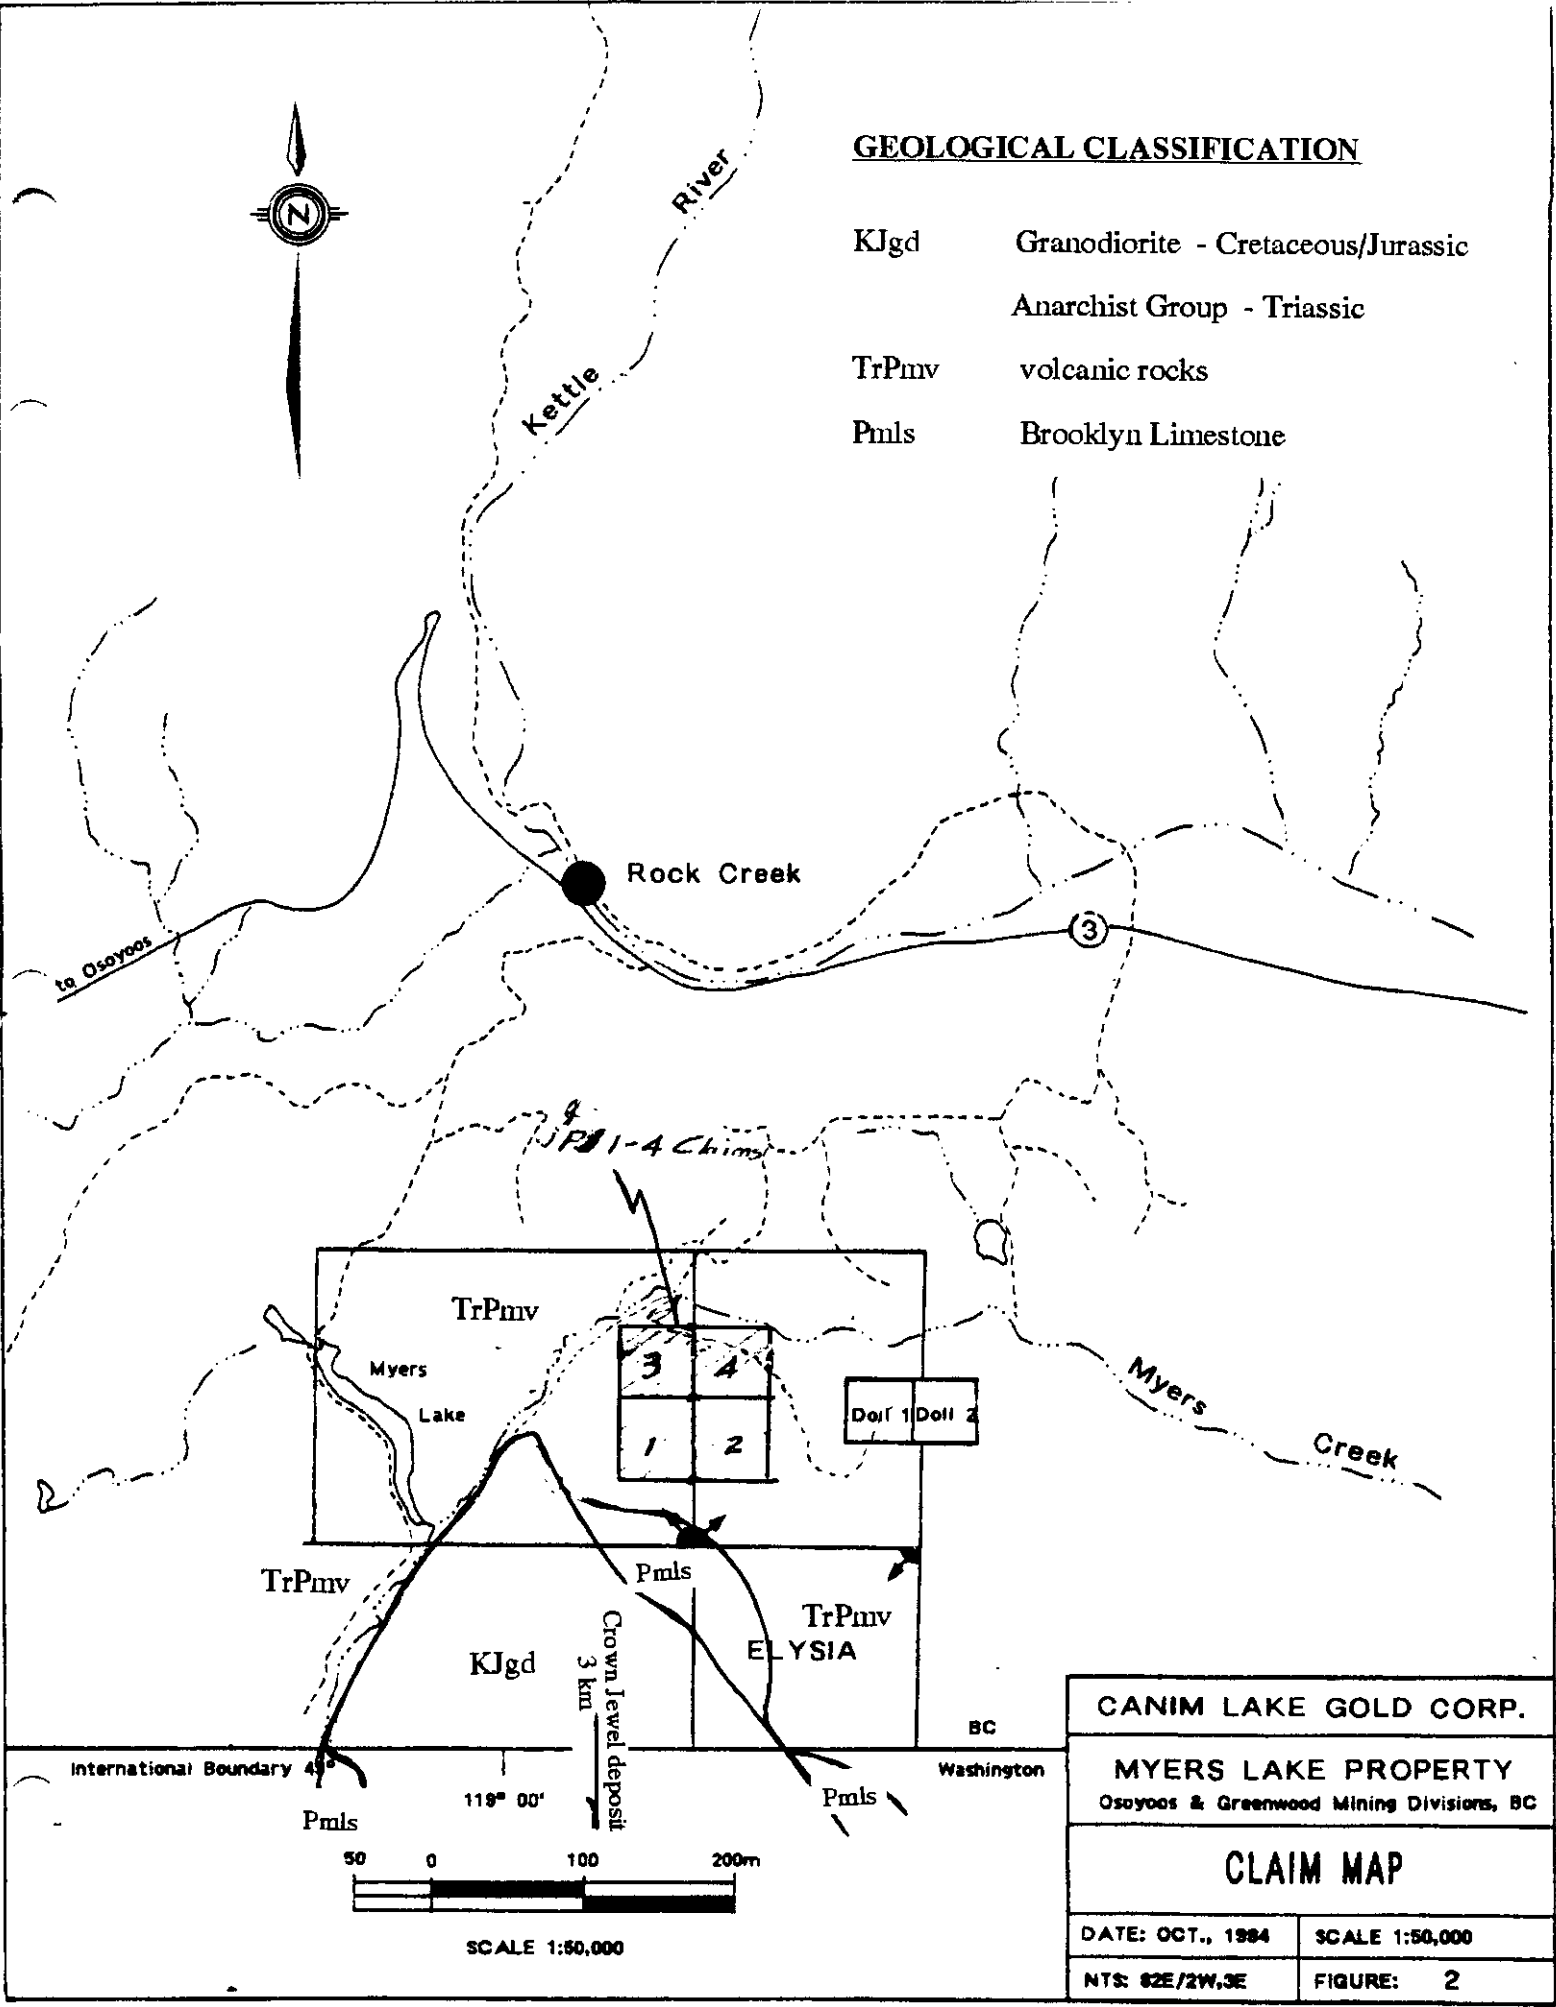 GEOLOGICAL CLASSIFICATION
KJgd Granodiorite - Cretaceous/Jurassic
Anarchist Group - Triassic
TrPmv volcanic rocks
Pmls Brooklyn Limestone
N
Kettle River
Rock Creek
3
to Osoyoos
1-4 Claims
TrPmv
Myers
Lake
3 4
1 2
Doll 1 Doll 2
Myers Creek
Pmls
TrPmv
TrPmv
ELYSIA
KJgd
Crown Jewel deposit
3 km
BC
International Boundary 49°
Washington
119° 00'
Pmls
Pmls
50 0 100 200m
SCALE 1:50,000
CANIM LAKE GOLD CORP.
MYERS LAKE PROPERTY
Osoyoos & Greenwood Mining Divisions, BC
CLAIM MAP
DATE: OCT., 1984 SCALE 1:50,000
NTS: 82E/2W,3E FIGURE: 2